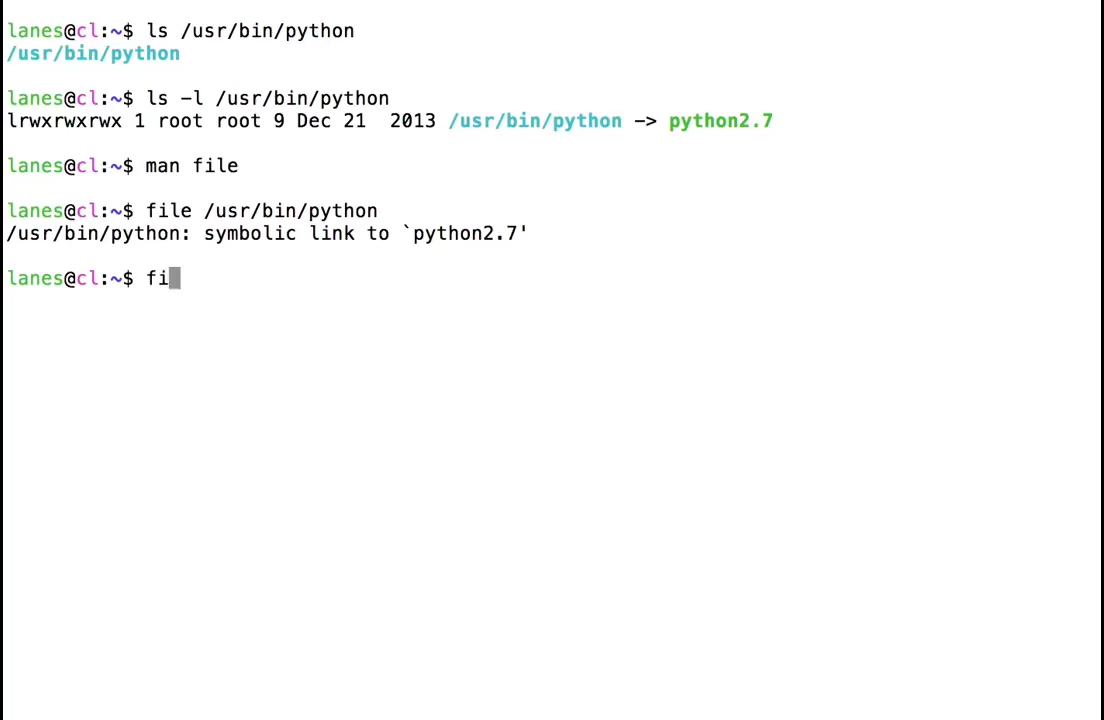 lanes@cl:~$ ls /usr/bin/python
/usr/bin/python
lanes@cl:~$ ls -l /usr/bin/python
lrwxrwxrwx 1 root root 9 Dec 21  2013 /usr/bin/python -> python2.7
lanes@cl:~$ man file
lanes@cl:~$ file /usr/bin/python
/usr/bin/python: symbolic link to `python2.7'
lanes@cl:~$ fi